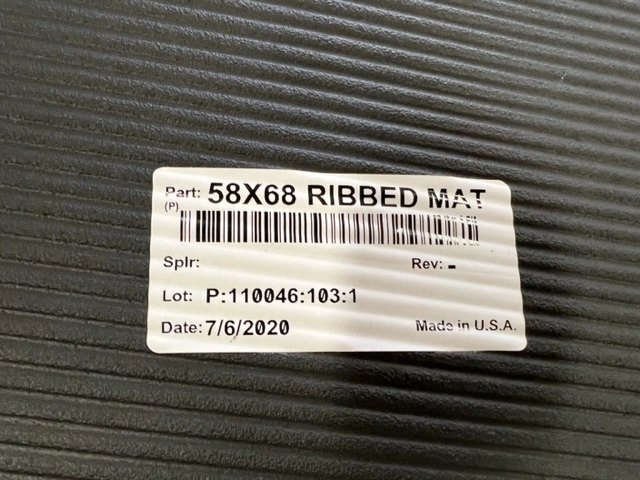 Part: 58X68 RIBBED MAT
(P)
Splr: Rev: -
Lot: P:110046:103:1
Date: 7/6/2020 Made in U.S.A.